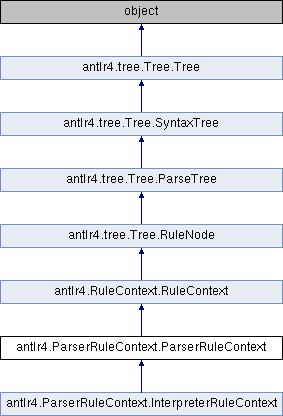 object
antlr4.tree.Tree.Tree
antlr4.tree.Tree.SyntaxTree
antlr4.tree.Tree.ParseTree
antlr4.tree.Tree.RuleNode
antlr4.RuleContext.RuleContext
antlr4.ParserRuleContext.ParserRuleContext
antlr4.ParserRuleContext.InterpreterRuleContext